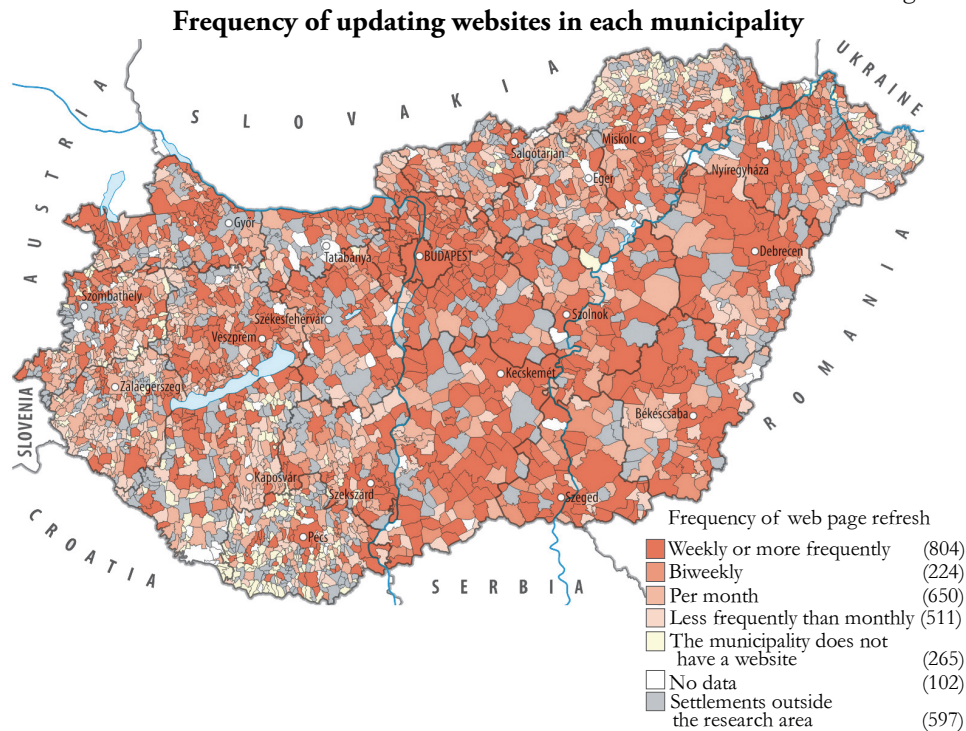 Frequency of updating websites in each municipality
UKRAINE
SLOVAKIA
AUSTRIA
Miskolc
Salgótarján
Eger
Nyíregyháza
Győr
Tatabánya
BUDAPEST
Debrecen
Szombathely
Székesfehérvár
Szolnok
Veszprém
ROMANIA
Zalaegerszeg
Kecskemét
SLOVENIA
Békéscsaba
Kaposvár
Szekszárd
Szeged
Pécs
CROATIA
SERBIA
Frequency of web page refresh
Weekly or more frequently (804)
Biweekly (224)
Per month (650)
Less frequently than monthly (511)
The municipality does not
have a website (265)
No data (102)
Settlements outside
the research area (597)